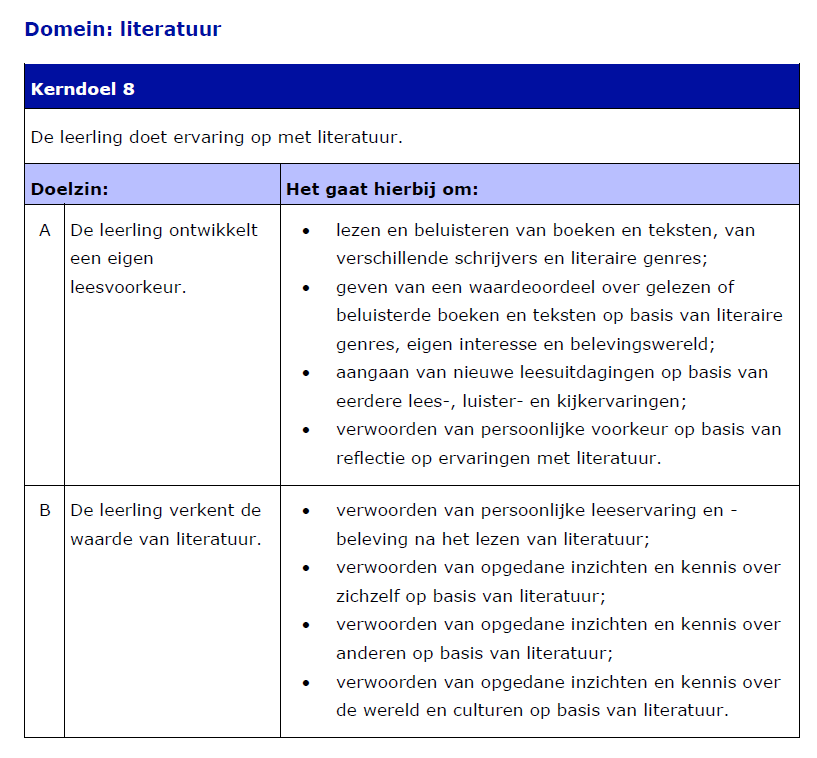 Domein: literatuur
Kerndoel 8
De leerling doet ervaring op met literatuur.
Doelzin:
Het gaat hierbij om:
A
De leerling ontwikkelt
een eigen
leesvoorkeur.
• lezen en beluisteren van boeken en teksten, van
verschillende schrijvers en literaire genres;
• geven van een waardeoordeel over gelezen of
beluisterde boeken en teksten op basis van literaire
genres, eigen interesse en belevingswereld;
• aangaan van nieuwe leesuitdagingen op basis van
eerdere lees-, luister- en kijkervaringen;
• verwoorden van persoonlijke voorkeur op basis van
reflectie op ervaringen met literatuur.
B
De leerling verkent de
waarde van literatuur.
• verwoorden van persoonlijke leeservaring en -
beleving na het lezen van literatuur;
• verwoorden van opgedane inzichten en kennis over
zichzelf op basis van literatuur;
• verwoorden van opgedane inzichten en kennis over
anderen op basis van literatuur;
• verwoorden van opgedane inzichten en kennis over
de wereld en culturen op basis van literatuur.